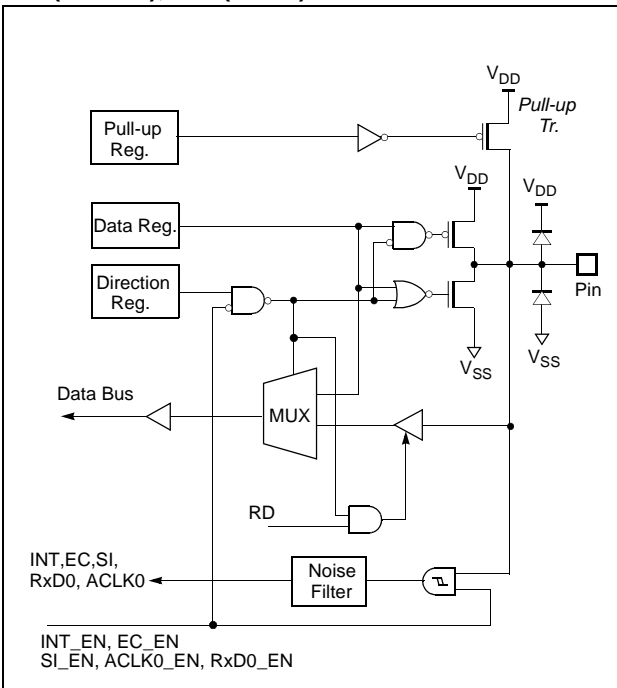 VDD
Pull-up
Tr.
Pull-up
Reg.
VDD
VDD
Data Reg.
Direction
Reg.
Pin
VSS
VSS
Data Bus
MUX
RD
INT,EC,SI,
RxD0, ACLK0
Noise
Filter
INT_EN, EC_EN
SI_EN, ACLK0_EN, RxD0_EN